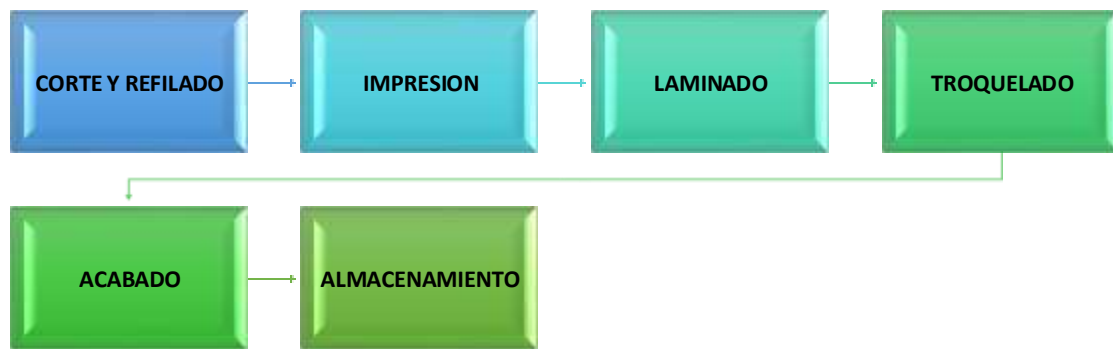 CORTE Y REFILADO
IMPRESION
LAMINADO
TROQUELADO
ACABADO
ALMACENAMIENTO